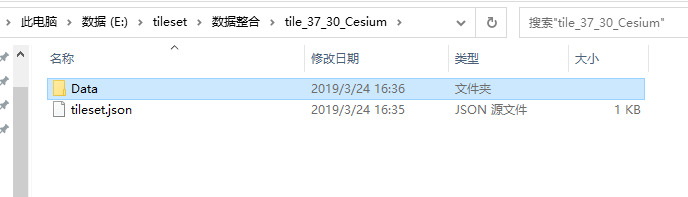 此电脑 数据 (E:) tileset 数据整合 tile_37_30_Cesium 搜索"tile_37_30_Cesium"
名称 修改日期 类型 大小
Data 2019/3/24 16:36 文件夹
tileset.json 2019/3/24 16:35 JSON 源文件 1 KB